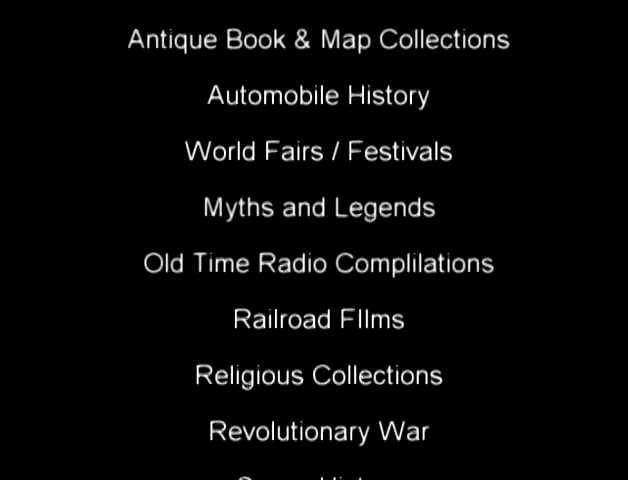 Antique Book & Map Collections
Automobile History
World Fairs / Festivals
Myths and Legends
Old Time Radio Complilations
Railroad FIlms
Religious Collections
Revolutionary War